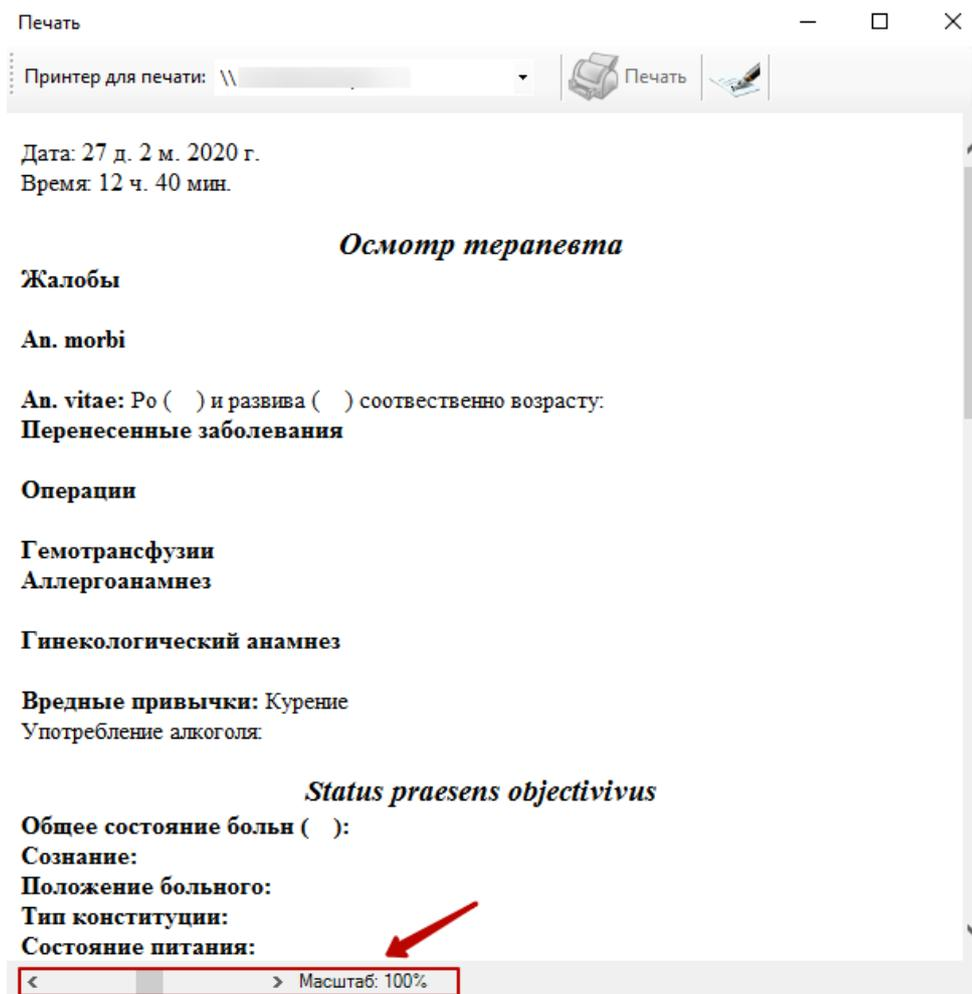 Печать
Принтер для печати: \\
Печать
Дата: 27 д. 2 м. 2020 г.
Время: 12 ч. 40 мин.
Осмотр терапевта
Жалобы
An. morbi
An. vitae: Ро (    ) и развива (    ) соотвественно возрасту:
Перенесенные заболевания
Операции
Гемотрансфузии
Аллергоанамнез
Гинекологический анамнез
Вредные привычки: Курение
Употребление алкоголя:
Status praesens objectivivus
Общее состояние больн (    ):
Сознание:
Положение больного:
Тип конституции:
Состояние питания:
Масштаб: 100%